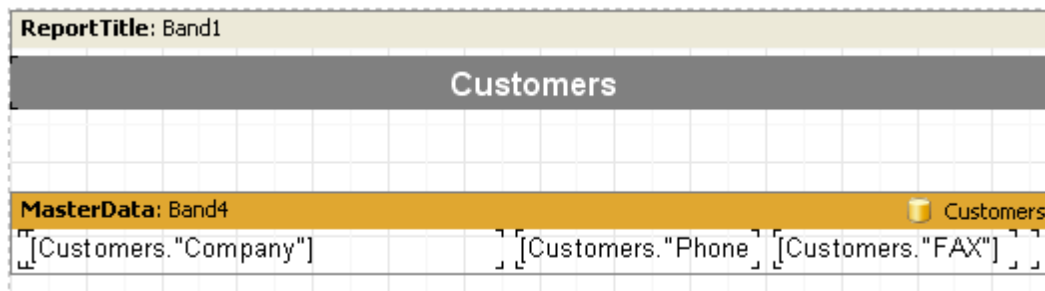 ReportTitle: Band1
Customers
MasterData: Band4 Customers
[Customers."Company"] [Customers."Phone [Customers."FAX"]